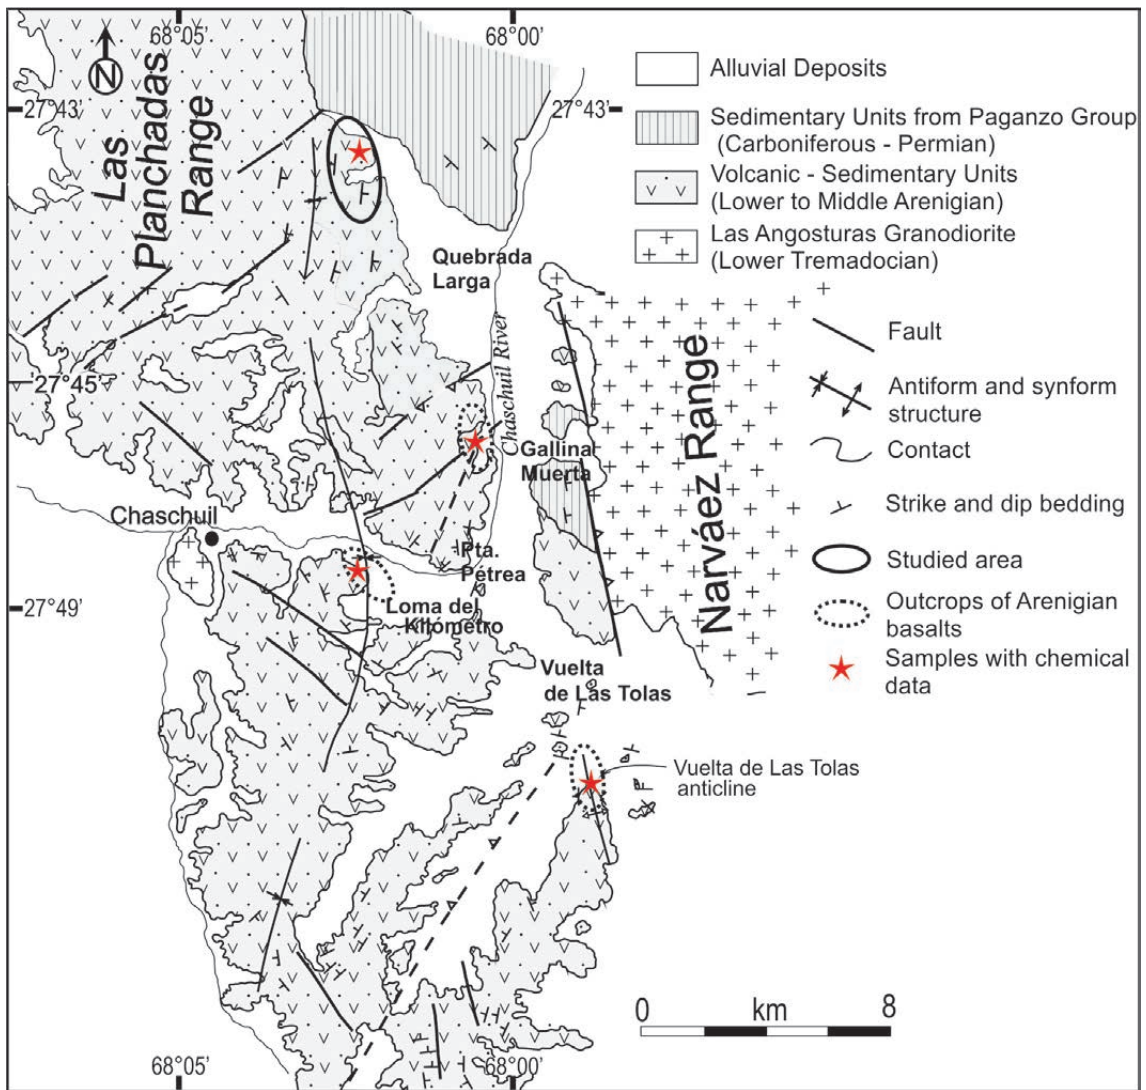 68°05’
68°00’
N
Las
Planchadas
Range
27°43’
27°43’
Alluvial Deposits
Sedimentary Units from Paganzo Group
(Carboniferous - Permian)
Volcanic - Sedimentary Units
(Lower to Middle Arenigian)
Las Angosturas Granodiorite
(Lower Tremadocian)
Fault
Antiform and synform
structure
Contact
Strike and dip bedding
Studied area
Outcrops of Arenigian
basalts
Samples with chemical
data
Quebrada
Larga
Chaschuil River
27°45’
Gallina
Muerta
Narváez Range
Chaschuil
Pta.
Pétrea
27°49’
Loma del
Kilómetro
Vuelta
de Las Tolas
Vuelta de Las Tolas
anticline
0 km 8
68°05’
68°00’